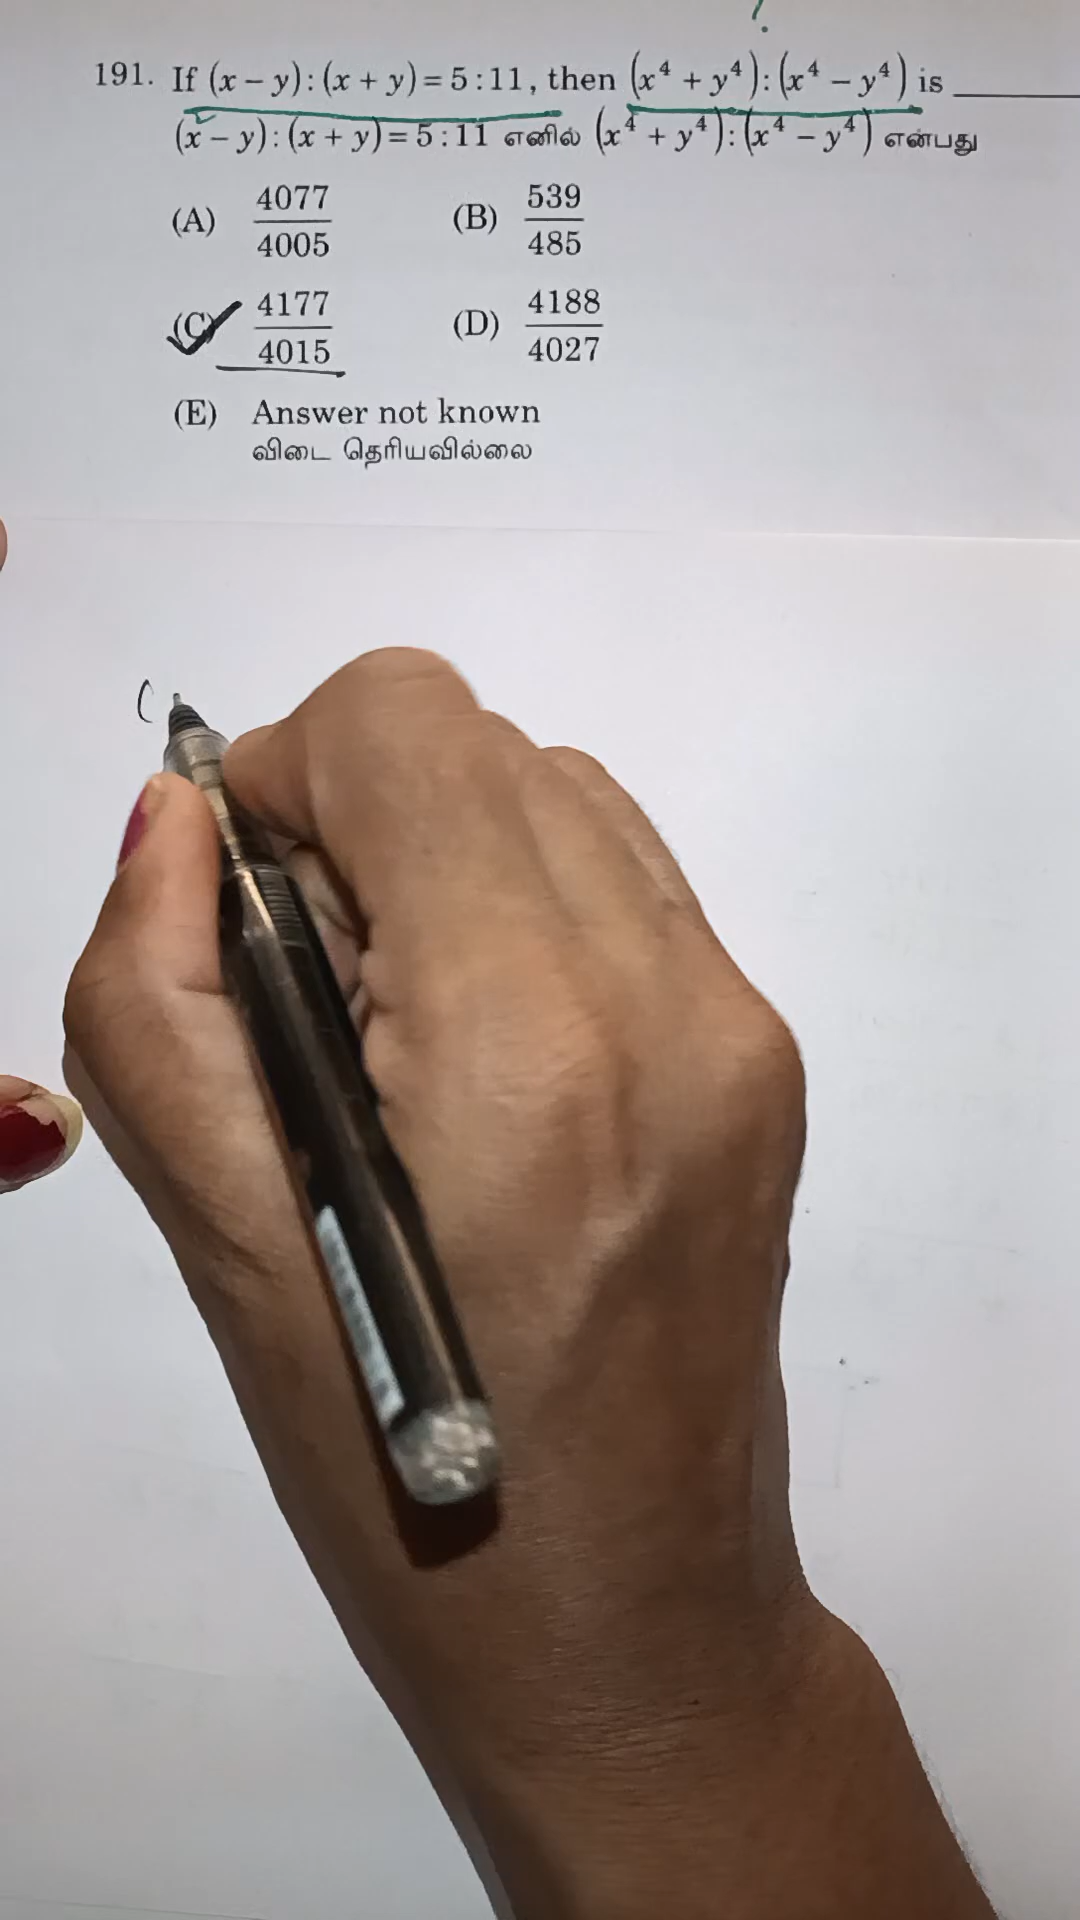 191. If (x – y) : (x + y) = 5 : 11, then (x⁴ + y⁴) : (x⁴ – y⁴) is ______
(x – y) : (x + y) = 5 : 11 எனில் (x⁴ + y⁴) : (x⁴ – y⁴) என்பது
(A) 4077/4005 (B) 539/485
(C) 4177/4015 (D) 4188/4027
(E) Answer not known
விடை தெரியவில்லை
(